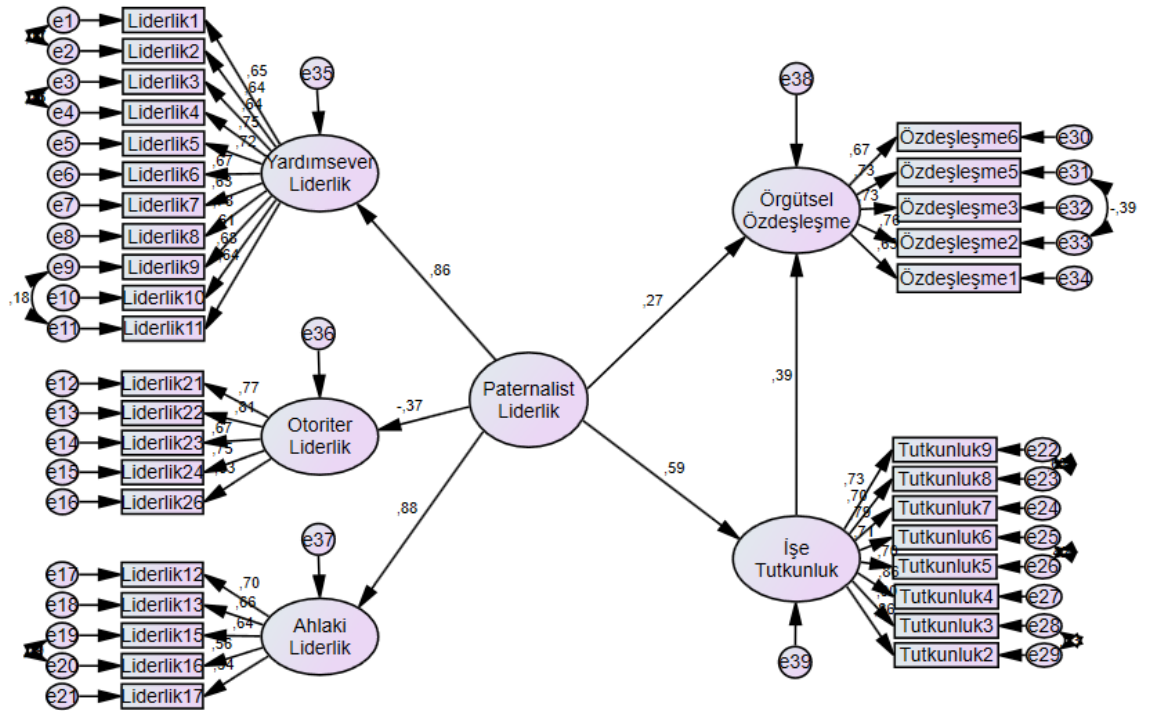 e1
Liderlik1
e2
Liderlik2
e3
Liderlik3
e4
Liderlik4
e5
Liderlik5
e6
Liderlik6
e7
Liderlik7
e8
Liderlik8
e9
Liderlik9
e10
Liderlik10
e11
Liderlik11
,18
,65
,64
,64
,75
,72
,67
,63
,61
,68
,64
e35
Yardımsever
Liderlik
,86
e12
Liderlik21
e13
Liderlik22
e14
Liderlik23
e15
Liderlik24
e16
Liderlik26
,77
,81
,67
,75
e36
Otoriter
Liderlik
-,37
e17
Liderlik12
e18
Liderlik13
e19
Liderlik15
e20
Liderlik16
e21
Liderlik17
,70
,66
,64
,56
e37
Ahlaki
Liderlik
,88
Paternalist
Liderlik
,27
,59
,39
e38
Örgütsel
Özdeşleşme
,67
,73
,73
,76
Özdeşleşme6
e30
Özdeşleşme5
e31
Özdeşleşme3
e32
Özdeşleşme2
e33
Özdeşleşme1
e34
-,39
İşe
Tutkunluk
e39
,73
,70
,79
,71
Tutkunluk9
e22
Tutkunluk8
e23
Tutkunluk7
e24
Tutkunluk6
e25
Tutkunluk5
e26
Tutkunluk4
e27
Tutkunluk3
e28
Tutkunluk2
e29